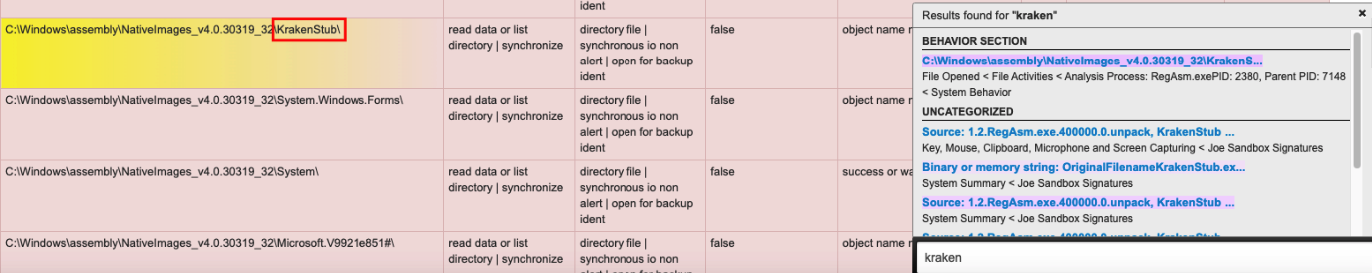 ident
C:\Windows\assembly\NativeImages_v4.0.30319_32\KrakenStub\
read data or list
directory | synchronize
directory file |
synchronous io non
alert | open for backup
ident
false
object name n
C:\Windows\assembly\NativeImages_v4.0.30319_32\System.Windows.Forms\
read data or list
directory | synchronize
directory file |
synchronous io non
alert | open for backup
ident
false
object name n
C:\Windows\assembly\NativeImages_v4.0.30319_32\System\
read data or list
directory | synchronize
directory file |
synchronous io non
alert | open for backup
ident
false
success or wa
C:\Windows\assembly\NativeImages_v4.0.30319_32\Microsoft.V9921e851#\
read data or list
directory | synchronize
directory file |
synchronous io non
alert | open for backup
false
object name n
Results found for "kraken"
×
BEHAVIOR SECTION
C:\Windows\assembly\NativeImages_v4.0.30319_32\KrakenS...
File Opened < File Activities < Analysis Process: RegAsm.exePID: 2380, Parent PID: 7148
< System Behavior
UNCATEGORIZED
Source: 1.2.RegAsm.exe.400000.0.unpack, KrakenStub ...
Key, Mouse, Clipboard, Microphone and Screen Capturing < Joe Sandbox Signatures
Binary or memory string: OriginalFilenameKrakenStub.ex...
System Summary < Joe Sandbox Signatures
Source: 1.2.RegAsm.exe.400000.0.unpack, KrakenStub ...
System Summary < Joe Sandbox Signatures
Source: 1.2.RegAsm.exe.400000.0.unpack, KrakenStub
kraken